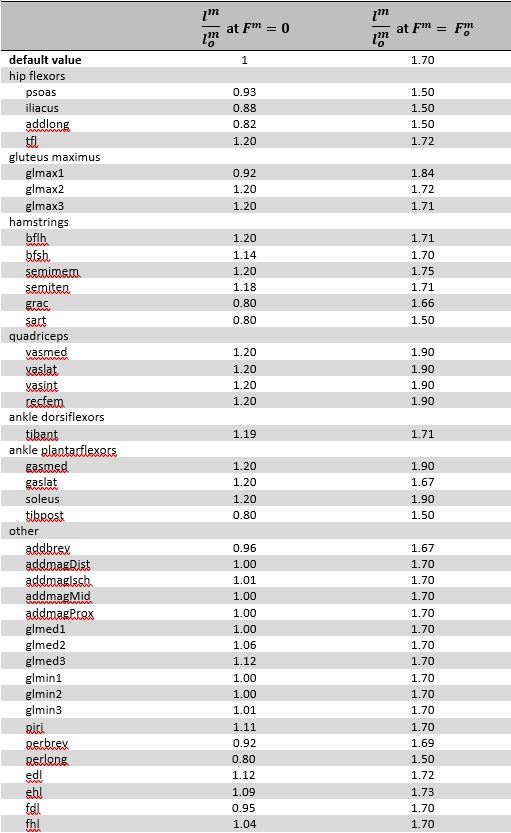 l^m / l_o^m at F^m = 0 l^m / l_o^m at F^m = F_o^m
default value 1 1.70
hip flexors
psoas 0.93 1.50
iliacus 0.88 1.50
addlong 0.82 1.50
tfl 1.20 1.72
gluteus maximus
glmax1 0.92 1.84
glmax2 1.20 1.72
glmax3 1.20 1.71
hamstrings
bflh 1.20 1.71
bfsh 1.14 1.70
semimem 1.20 1.75
semiten 1.18 1.71
grac 0.80 1.66
sart 0.80 1.50
quadriceps
vasmed 1.20 1.90
vaslat 1.20 1.90
vasint 1.20 1.90
recfem 1.20 1.90
ankle dorsiflexors
tibant 1.19 1.71
ankle plantarflexors
gasmed 1.20 1.90
gaslat 1.20 1.67
soleus 1.20 1.90
tibpost 0.80 1.50
other
addbrev 0.96 1.67
addmagDist 1.00 1.70
addmagIsch 1.01 1.70
addmagMid 1.00 1.70
addmagProx 1.00 1.70
glmed1 1.00 1.70
glmed2 1.06 1.70
glmed3 1.12 1.70
glmin1 1.00 1.70
glmin2 1.00 1.70
glmin3 1.01 1.70
piri 1.11 1.70
perbrev 0.92 1.69
perlong 0.80 1.50
edl 1.12 1.72
ehl 1.09 1.73
fdl 0.95 1.70
fhl 1.04 1.70